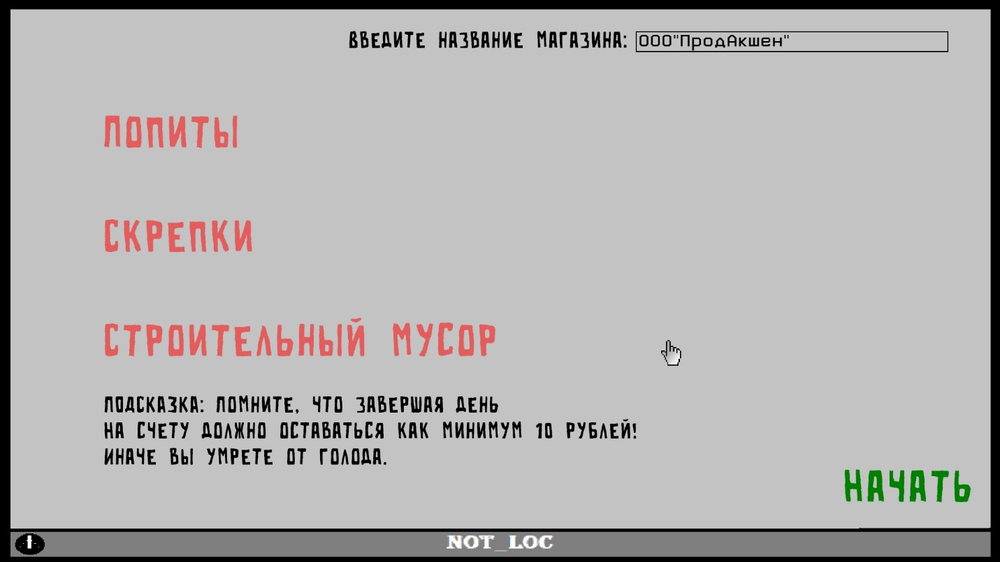 ВВЕДИТЕ НАЗВАНИЕ МАГАЗИНА: ООО"ПродАкшен"
ПОПИТЫ
СКРЕПКИ
СТРОИТЕЛЬНЫЙ МУСОР
ПОДСКАЗКА: ПОМНИТЕ, ЧТО ЗАВЕРШАЯ ДЕНЬ
НА СЧЕТУ ДОЛЖНО ОСТАВАТЬСЯ КАК МИНИМУМ 10 РУБЛЕЙ!
ИНАЧЕ ВЫ УМРЕТЕ ОТ ГОЛОДА.
НАЧАТЬ
NOT_LOC